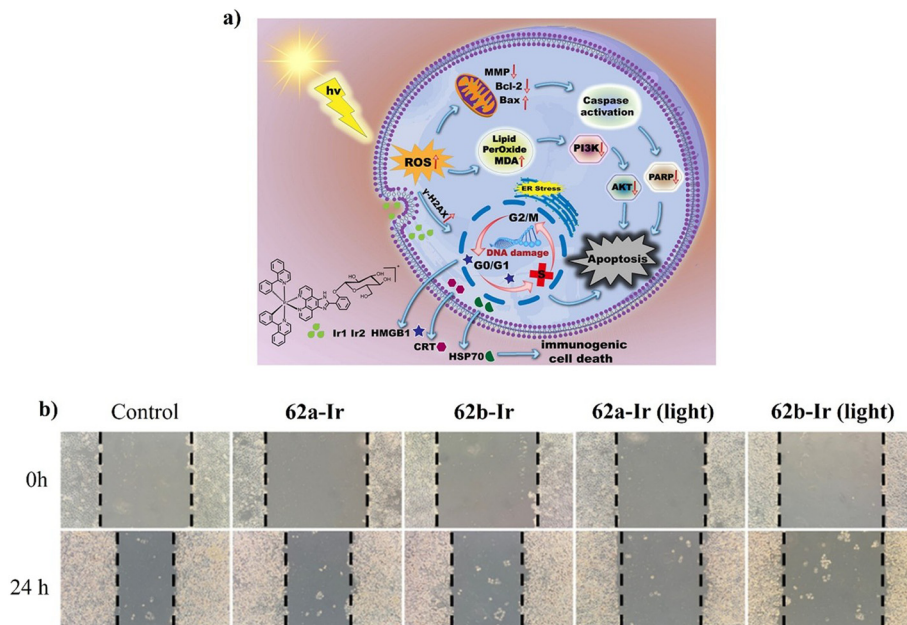 a)
hν
MMP
Bcl-2
Bax
Caspase
activation
ROS
Lipid
PerOxide
MDA
PI3K
AKT
PARP
γ-H2AX
ER Stress
G2/M
DNA damage
G0/G1
S
Apoptosis
Ir1 Ir2 HMGB1
CRT
HSP70
immunogenic
cell death
b)
Control 62a-Ir 62b-Ir 62a-Ir (light) 62b-Ir (light)
0h
24 h